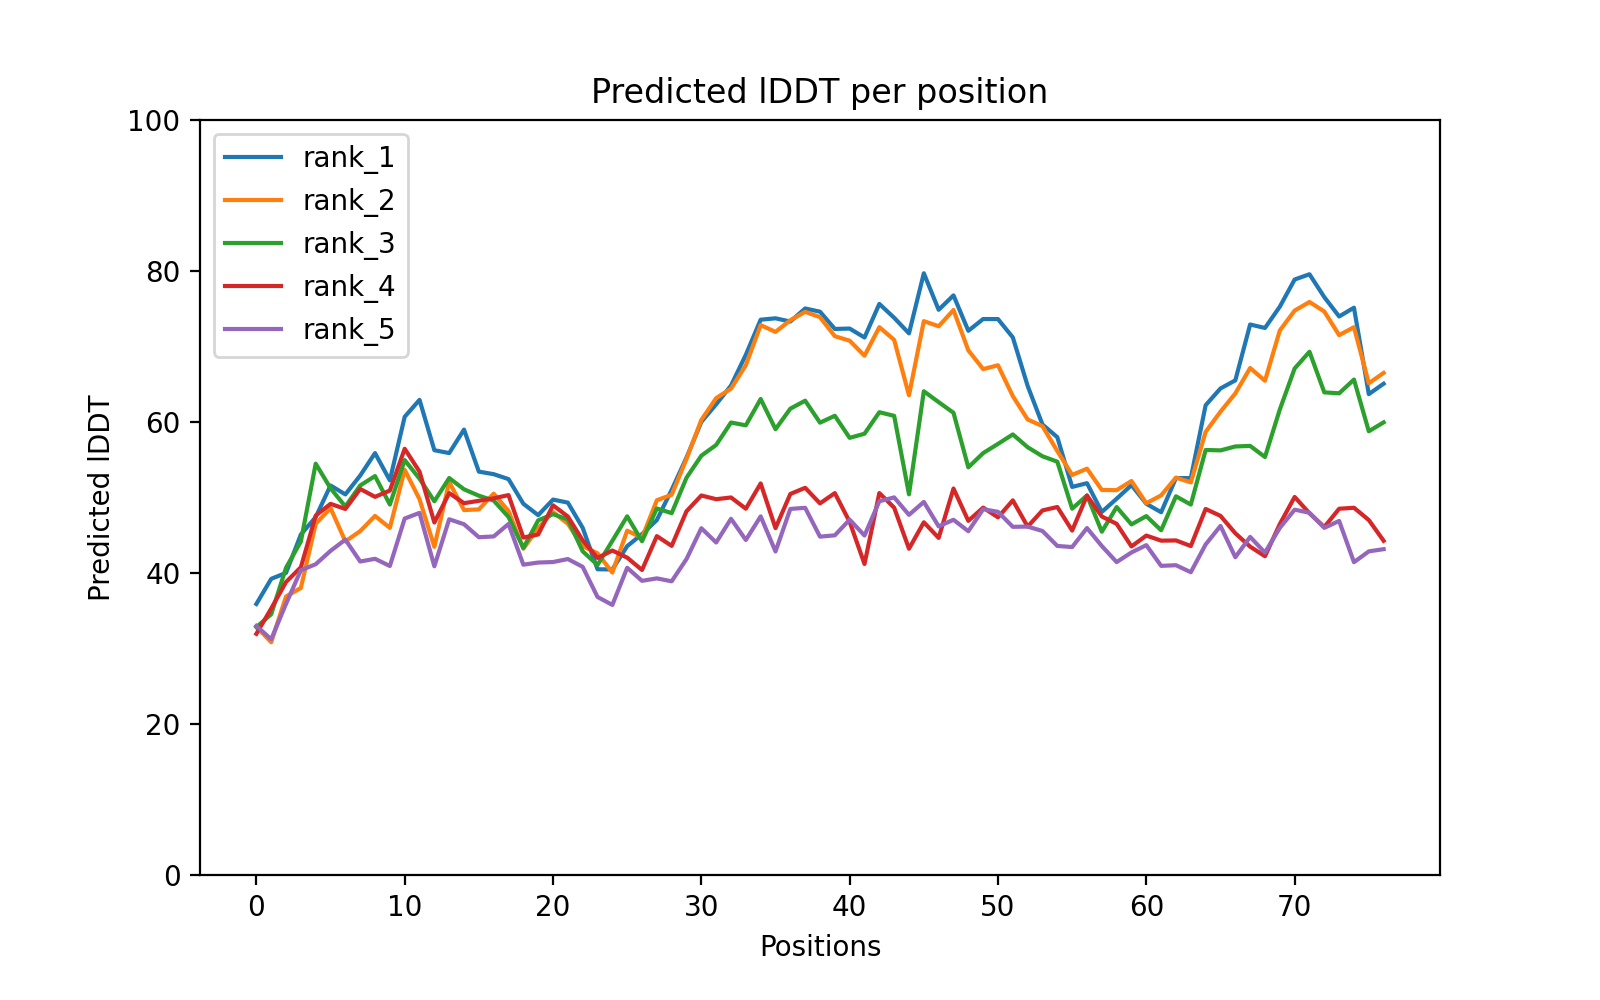 Predicted lDDT per position
100
80
60
40
20
0
Predicted lDDT
rank_1
rank_2
rank_3
rank_4
rank_5
0 10 20 30 40 50 60 70
Positions